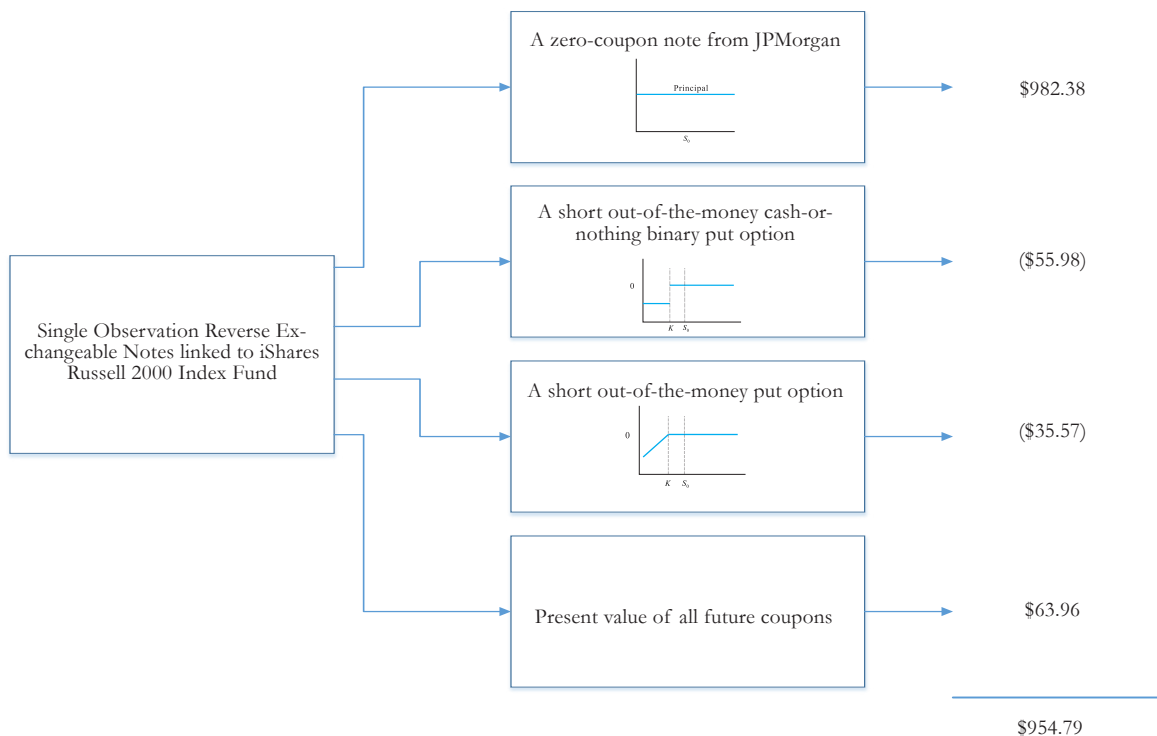 A zero-coupon note from JPMorgan
Principal
S0
$982.38
A short out-of-the-money cash-or-
nothing binary put option
0
K S0
($55.98)
Single Observation Reverse Ex-
changeable Notes linked to iShares
Russell 2000 Index Fund
A short out-of-the-money put option
0
K S0
($35.57)
Present value of all future coupons
$63.96
$954.79